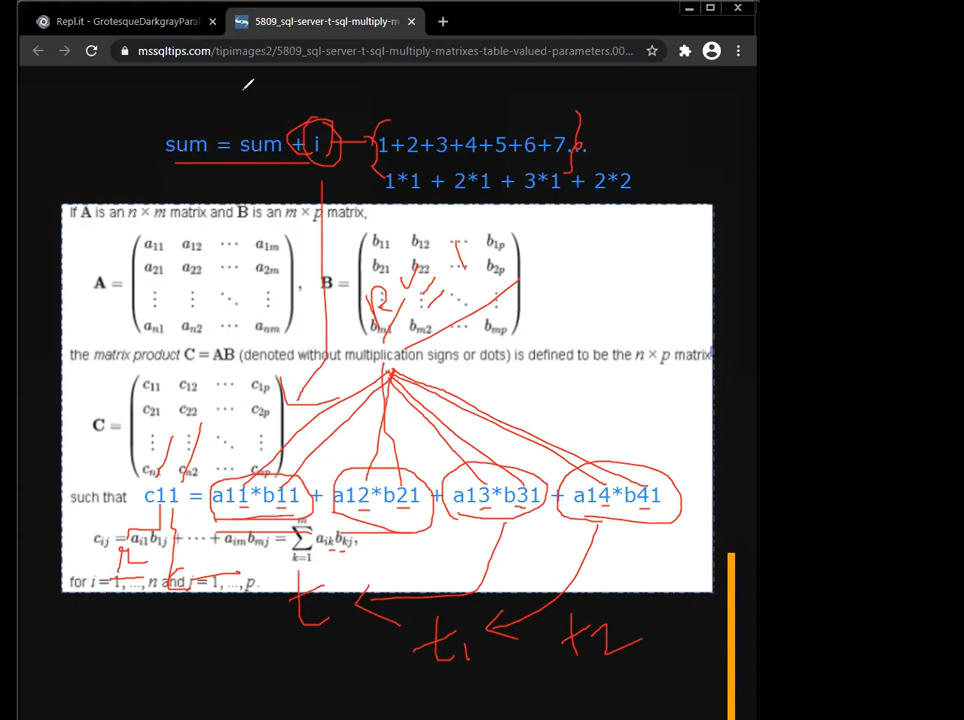 Repl.it - GrotesqueDarkgrayParal
5809_sql-server-t-sql-multiply-m
mssqltips.com/tipimages2/5809_sql-server-t-sql-multiply-matrixes-table-valued-parameters.00...
sum = sum + i 1+2+3+4+5+6+7...
1*1 + 2*1 + 3*1 + 2*2
If A is an n × m matrix and B is an m × p matrix,
a11 a12 ⋯ a1m b11 b12 ⋯ b1p
a21 a22 ⋯ a2m b21 b22 ⋯ b2p
A = ⋮ ⋮ ⋱ ⋮ , B = ⋮ ⋮ ⋱ ⋮
an1 an2 ⋯ anm bm1 bm2 ⋯ bmp
the matrix product C = AB (denoted without multiplication signs or dots) is defined to be the n × p matrix
c11 c12 ⋯ c1p
c21 c22 ⋯ c2p
C = ⋮ ⋮ ⋱ ⋮
cn1 cn2 ⋯ cnp
such that c11 = a11*b11 + a12*b21 + a13*b31 + a14*b41
cij = ai1b1j + ⋯ + aimbmj = m∑k=1 aikbkj,
for i = 1, ..., n and j = 1, ..., p.
t
t1
t2